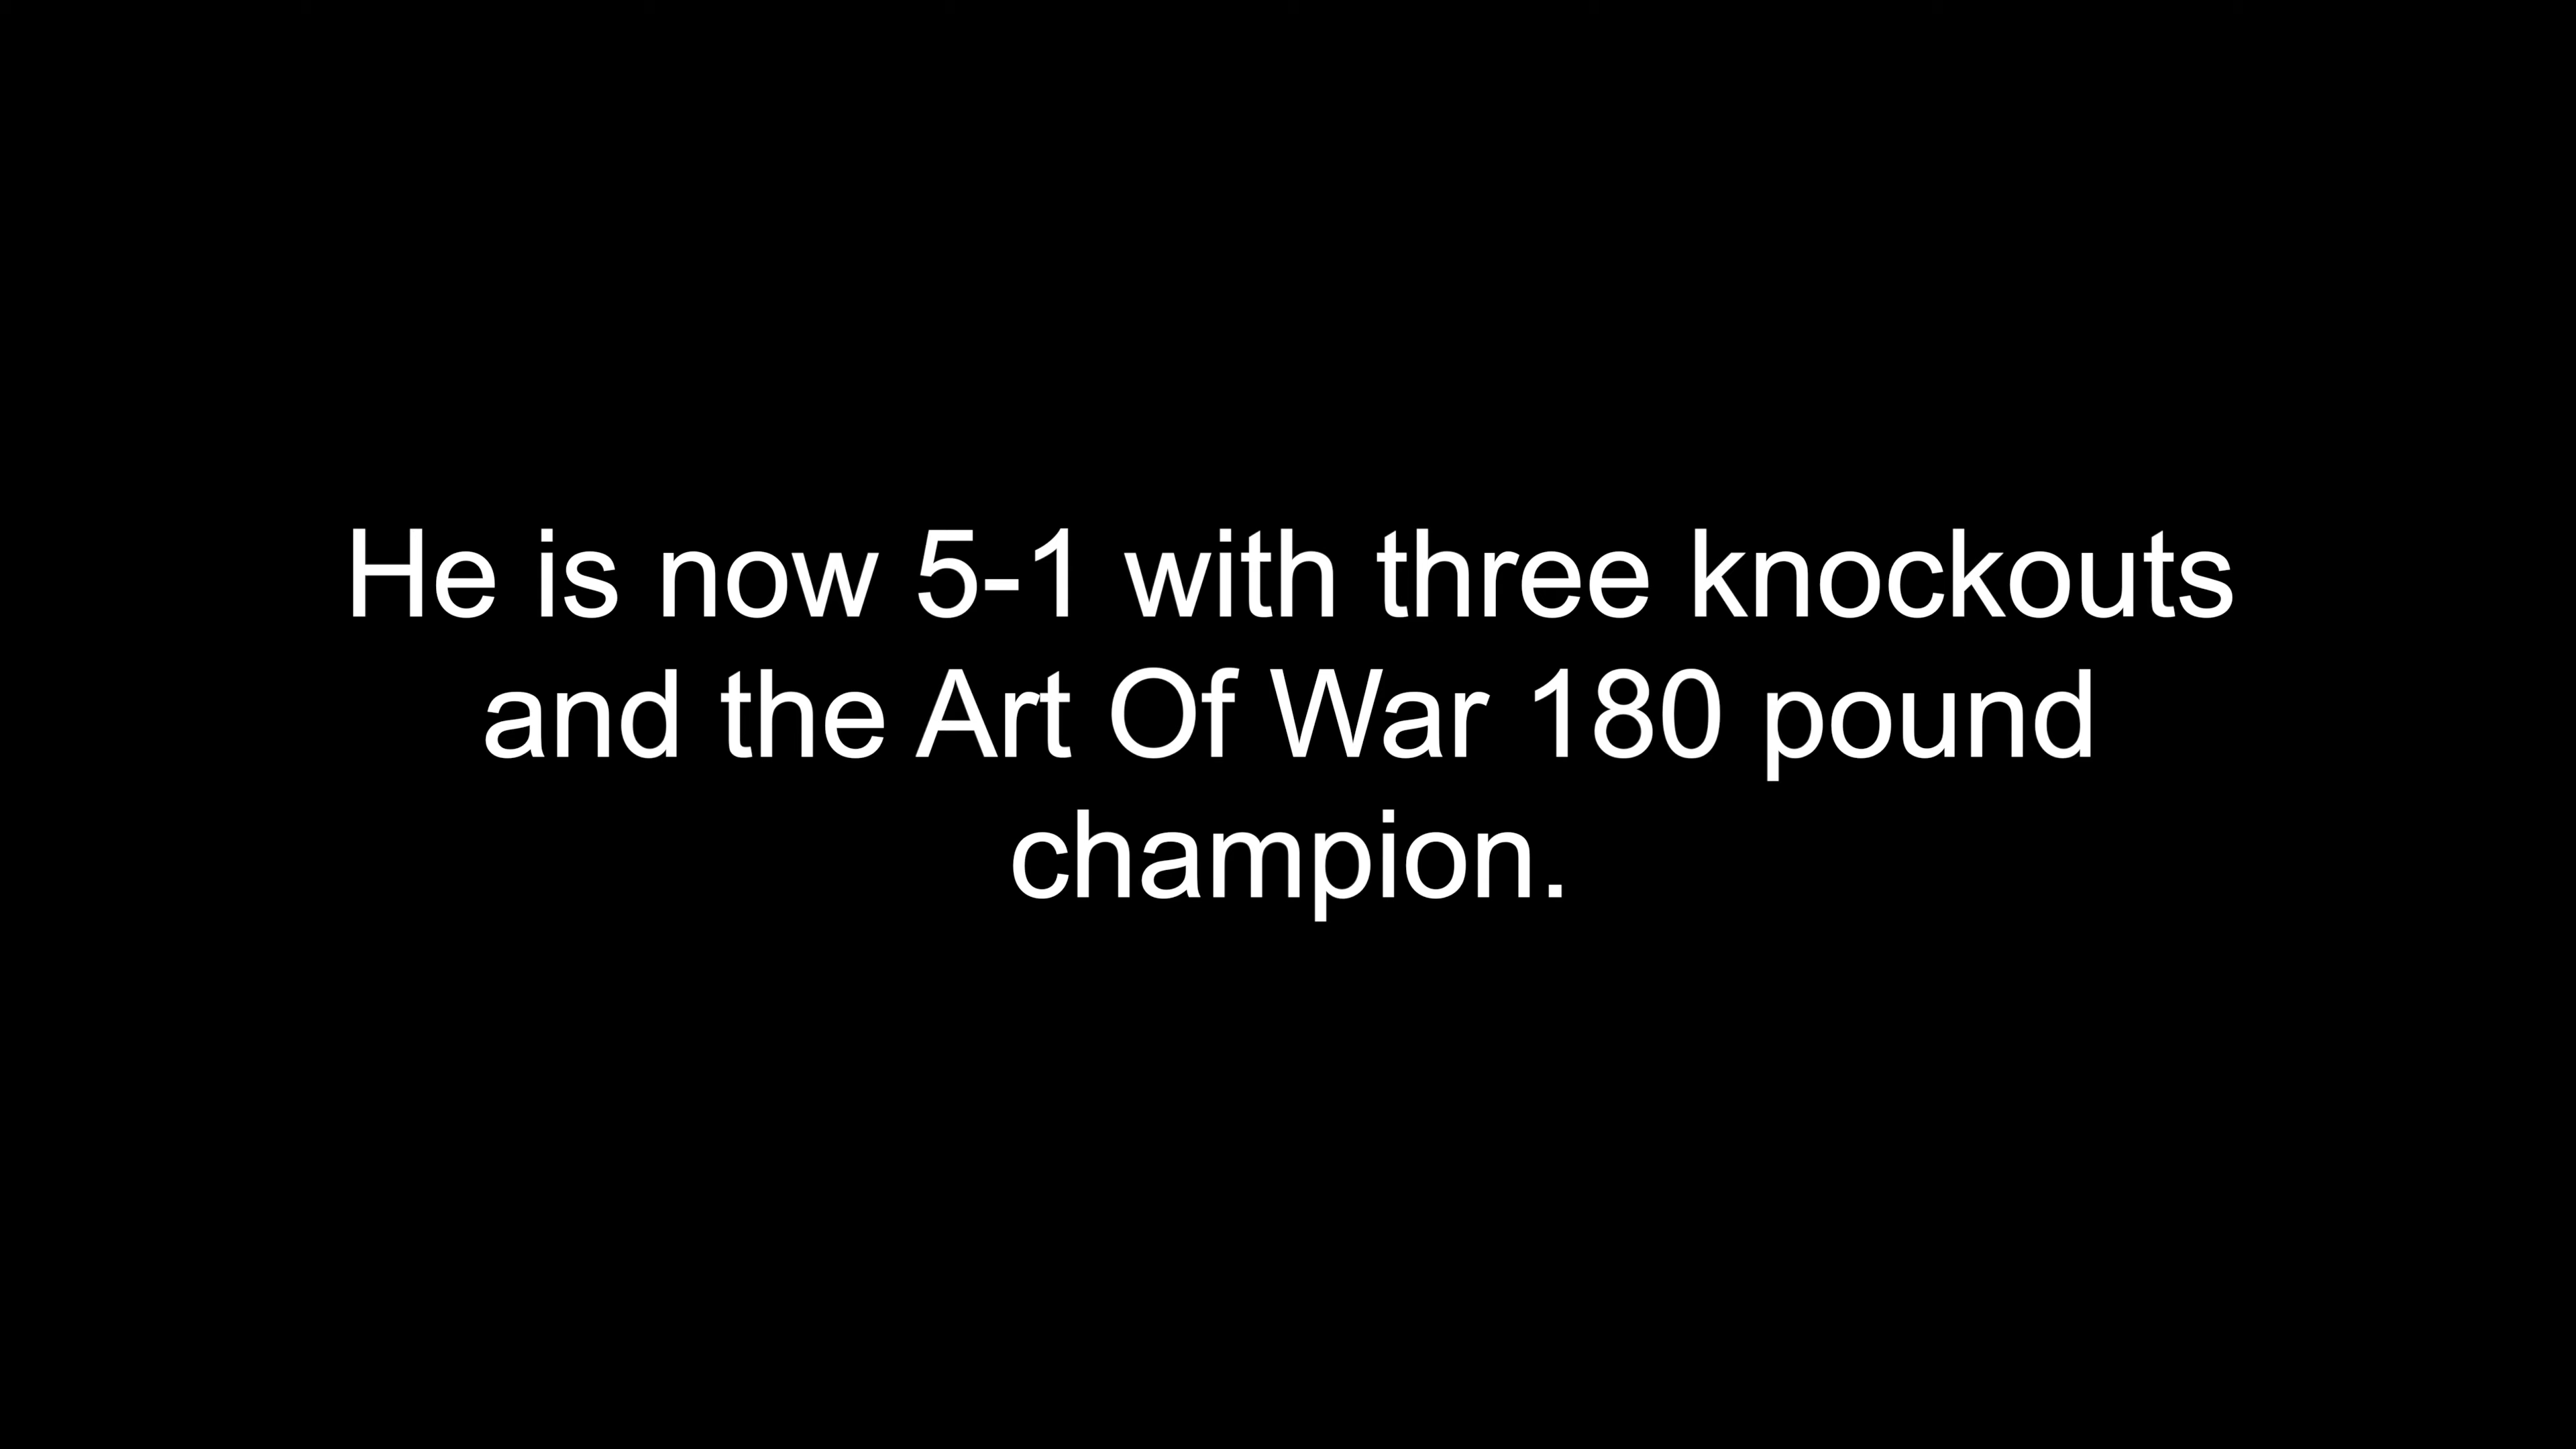 He is now 5-1 with three knockouts
and the Art Of War 180 pound
champion.